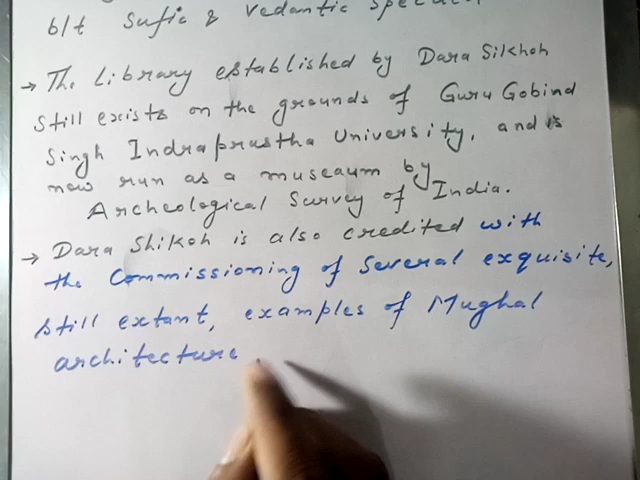 b/t Sufic & Vedantic
→ The Library established by Dara Silkhoh
Still exists on the grounds of Guru Gobind
Singh Indraprastha University, and is
now run as a museaum by
Archeological Survey of India.
→ Dara Shikoh is also credited with
the Commissioning of Several exquisite,
still extant, examples of Mughal
architecture.